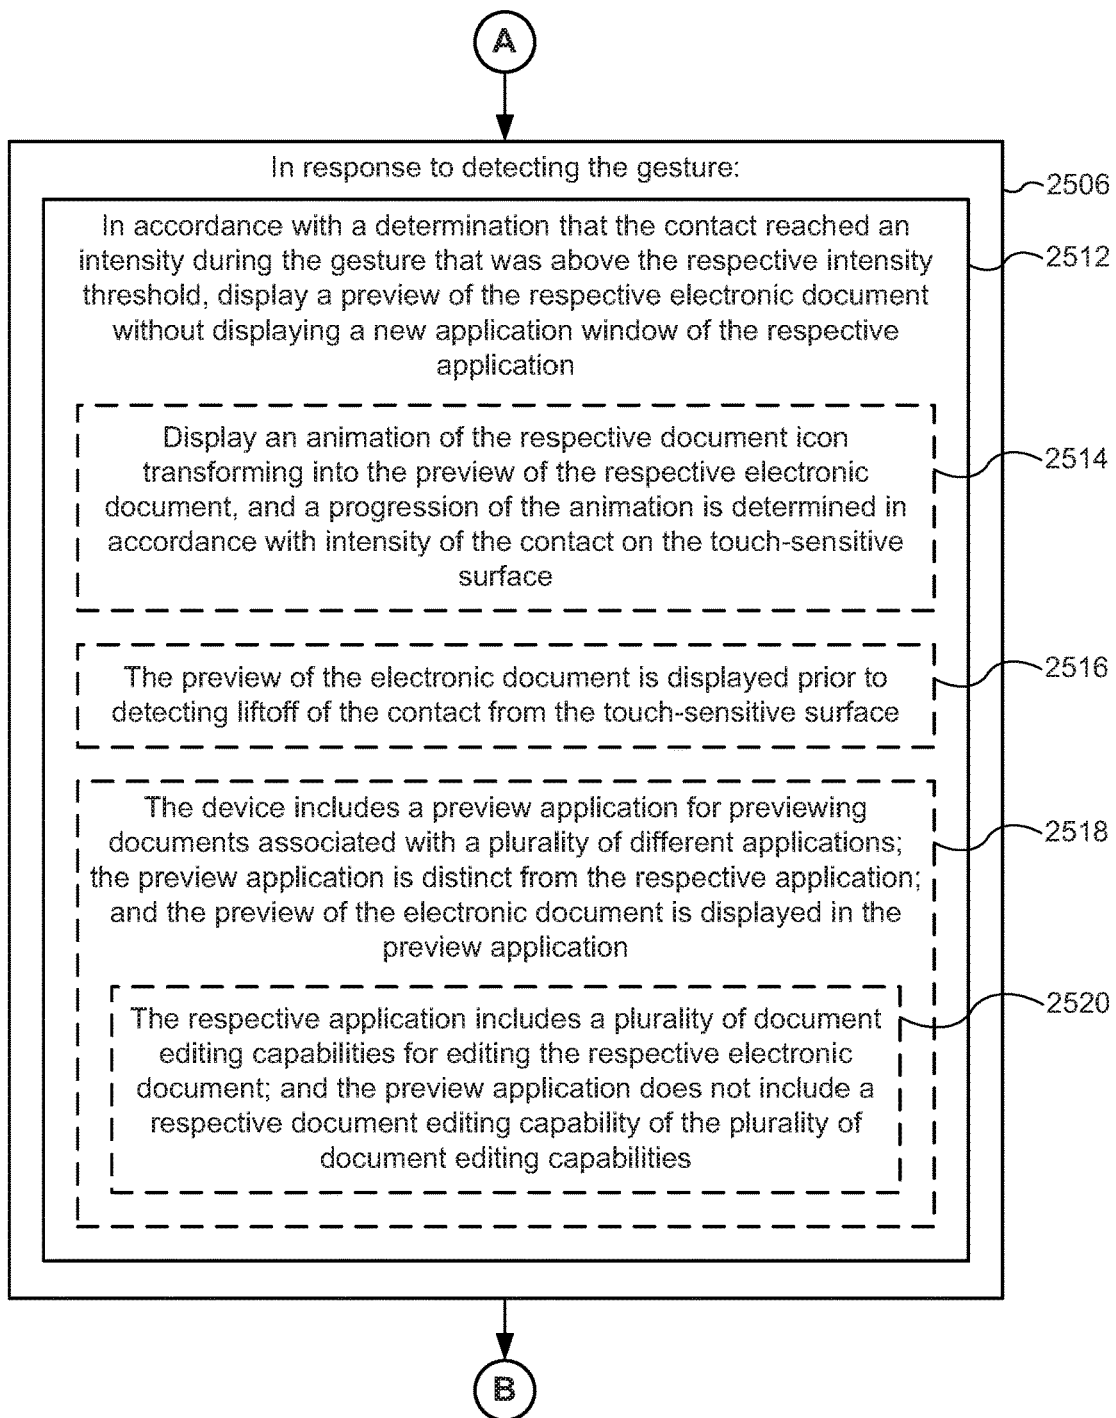 A
In response to detecting the gesture:
2506
In accordance with a determination that the contact reached an
intensity during the gesture that was above the respective intensity
threshold, display a preview of the respective electronic document
without displaying a new application window of the respective
application
2512
Display an animation of the respective document icon
transforming into the preview of the respective electronic
document, and a progression of the animation is determined in
accordance with intensity of the contact on the touch-sensitive
surface
2514
The preview of the electronic document is displayed prior to
detecting liftoff of the contact from the touch-sensitive surface
2516
The device includes a preview application for previewing
documents associated with a plurality of different applications;
the preview application is distinct from the respective application;
and the preview of the electronic document is displayed in the
preview application
2518
The respective application includes a plurality of document
editing capabilities for editing the respective electronic
document; and the preview application does not include a
respective document editing capability of the plurality of
document editing capabilities
2520
B